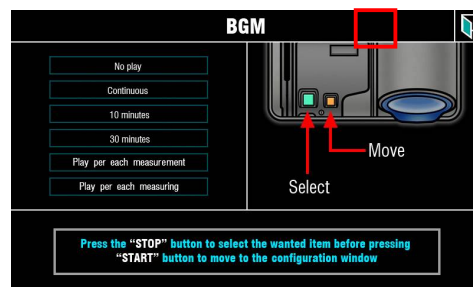 BGM
No play
Continuous
10 minutes
30 minutes
Play per each measurement
Play per each measuring
Move
Select
Press the “STOP” button to select the wanted item before pressing
“START” button to move to the configuration window